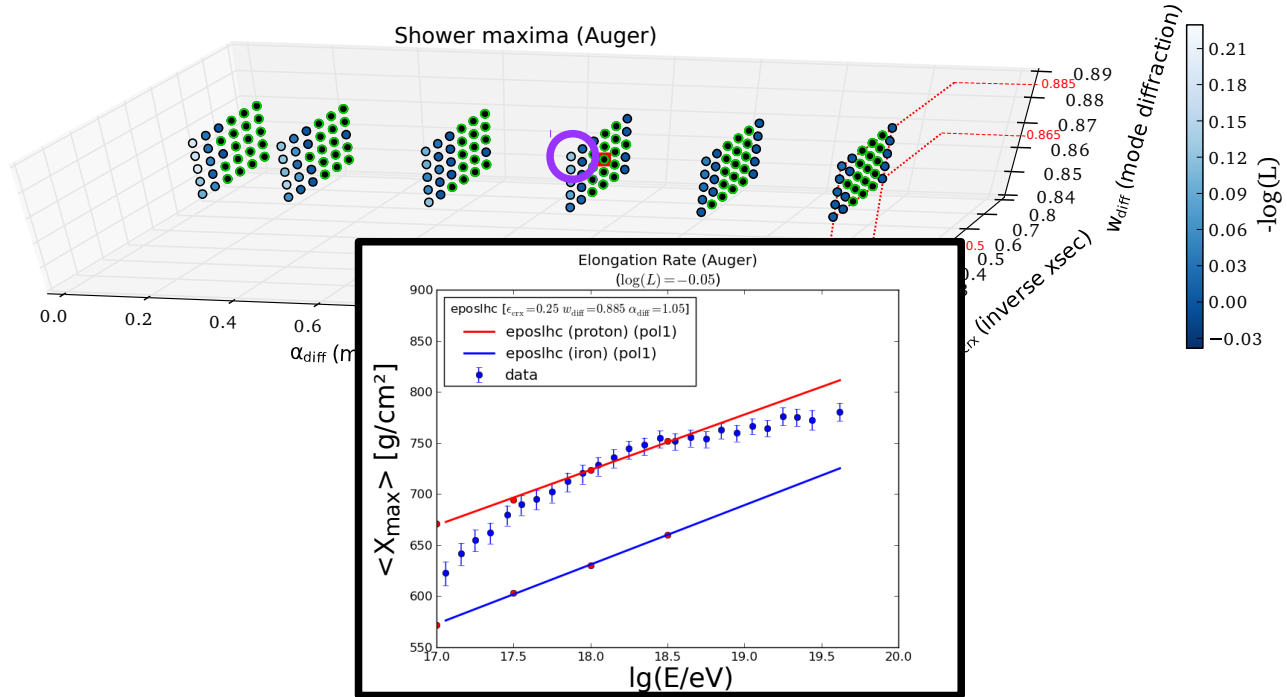 Shower maxima (Auger)
0.89
0.885
0.88
0.87
0.865
0.86
0.85
0.84
w_diff (mode diffraction)
0.8
0.7
0.6
0.5
0.5
0.4
crx (inverse xsec)
0.0
0.2
0.4
0.6
α_diff (m
0.21
0.18
0.15
0.12
0.09
0.06
0.03
0.00
−0.03
-log(L)
Elongation Rate (Auger)
(log(L)=−0.05)
eposlhc [ϵ_crx=0.25 w_diff=0.885 α_diff=1.05]
eposlhc (proton) (pol1)
eposlhc (iron) (pol1)
data
<X_max> [g/cm²]
900
850
800
750
700
650
600
550
17.0 17.5 18.0 18.5 19.0 19.5 20.0
lg(E/eV)